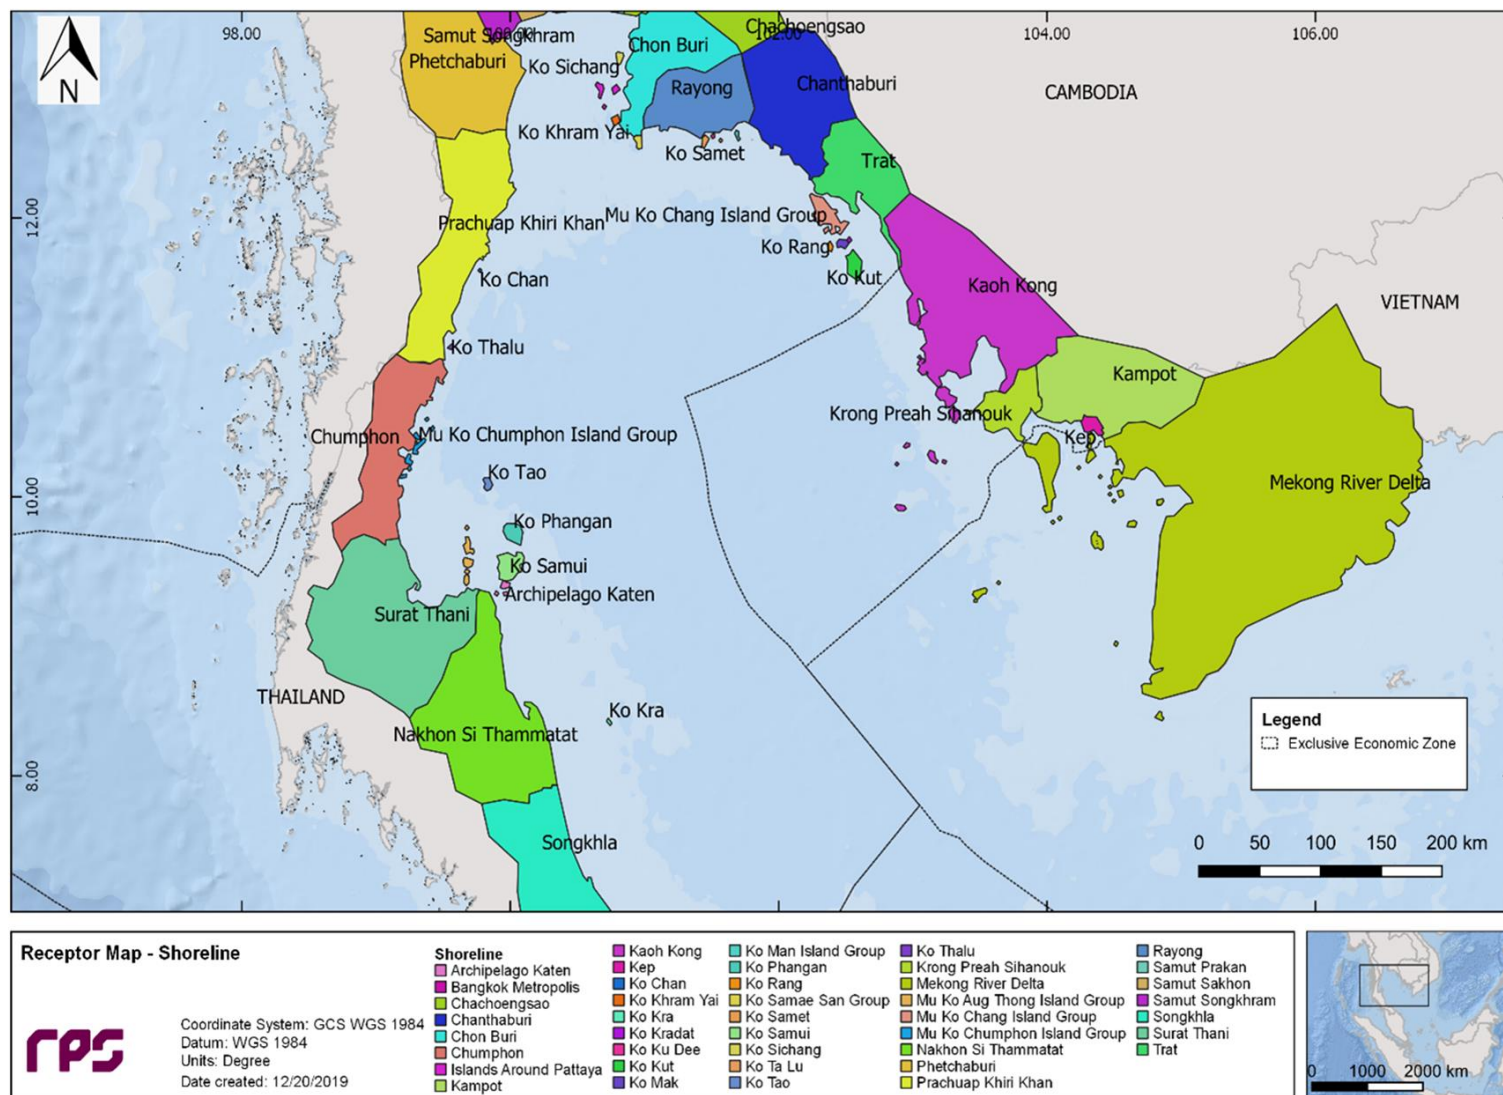 98.00
100.00
102.00
104.00
106.00
12.00
10.00
8.00
N
Samut Songkhram
Phetchaburi
Chachoengsao
Chon Buri
Ko Sichang
Rayong
Chanthaburi
CAMBODIA
Ko Khram Yai
Ko Samet
Trat
Prachuap Khiri Khan
Mu Ko Chang Island Group
Ko Rang
Ko Chan
Ko Kut
Kaoh Kong
VIETNAM
Ko Thalu
Kampot
Krong Preah Sihanouk
Chumphon
Mu Ko Chumphon Island Group
Kep
Ko Tao
Mekong River Delta
Ko Phangan
Ko Samui
Archipelago Katen
Surat Thani
THAILAND
Ko Kra
Nakhon Si Thammatat
Songkhla
Legend
Exclusive Economic Zone
0 50 100 150 200 km
Receptor Map - Shoreline
rps
Coordinate System: GCS WGS 1984
Datum: WGS 1984
Units: Degree
Date created: 12/20/2019
Shoreline
Archipelago Katen
Bangkok Metropolis
Chachoengsao
Chanthaburi
Chon Buri
Chumphon
Islands Around Pattaya
Kampot
Kaoh Kong
Kep
Ko Chan
Ko Khram Yai
Ko Kra
Ko Kradat
Ko Ku Dee
Ko Kut
Ko Mak
Ko Man Island Group
Ko Phangan
Ko Rang
Ko Samae San Group
Ko Samet
Ko Samui
Ko Sichang
Ko Ta Lu
Ko Tao
Ko Thalu
Krong Preah Sihanouk
Mekong River Delta
Mu Ko Aug Thong Island Group
Mu Ko Chang Island Group
Mu Ko Chumphon Island Group
Nakhon Si Thammatat
Phetchaburi
Prachuap Khiri Khan
Rayong
Samut Prakan
Samut Sakhon
Samut Songkhram
Songkhla
Surat Thani
Trat
0 1000 2000 km